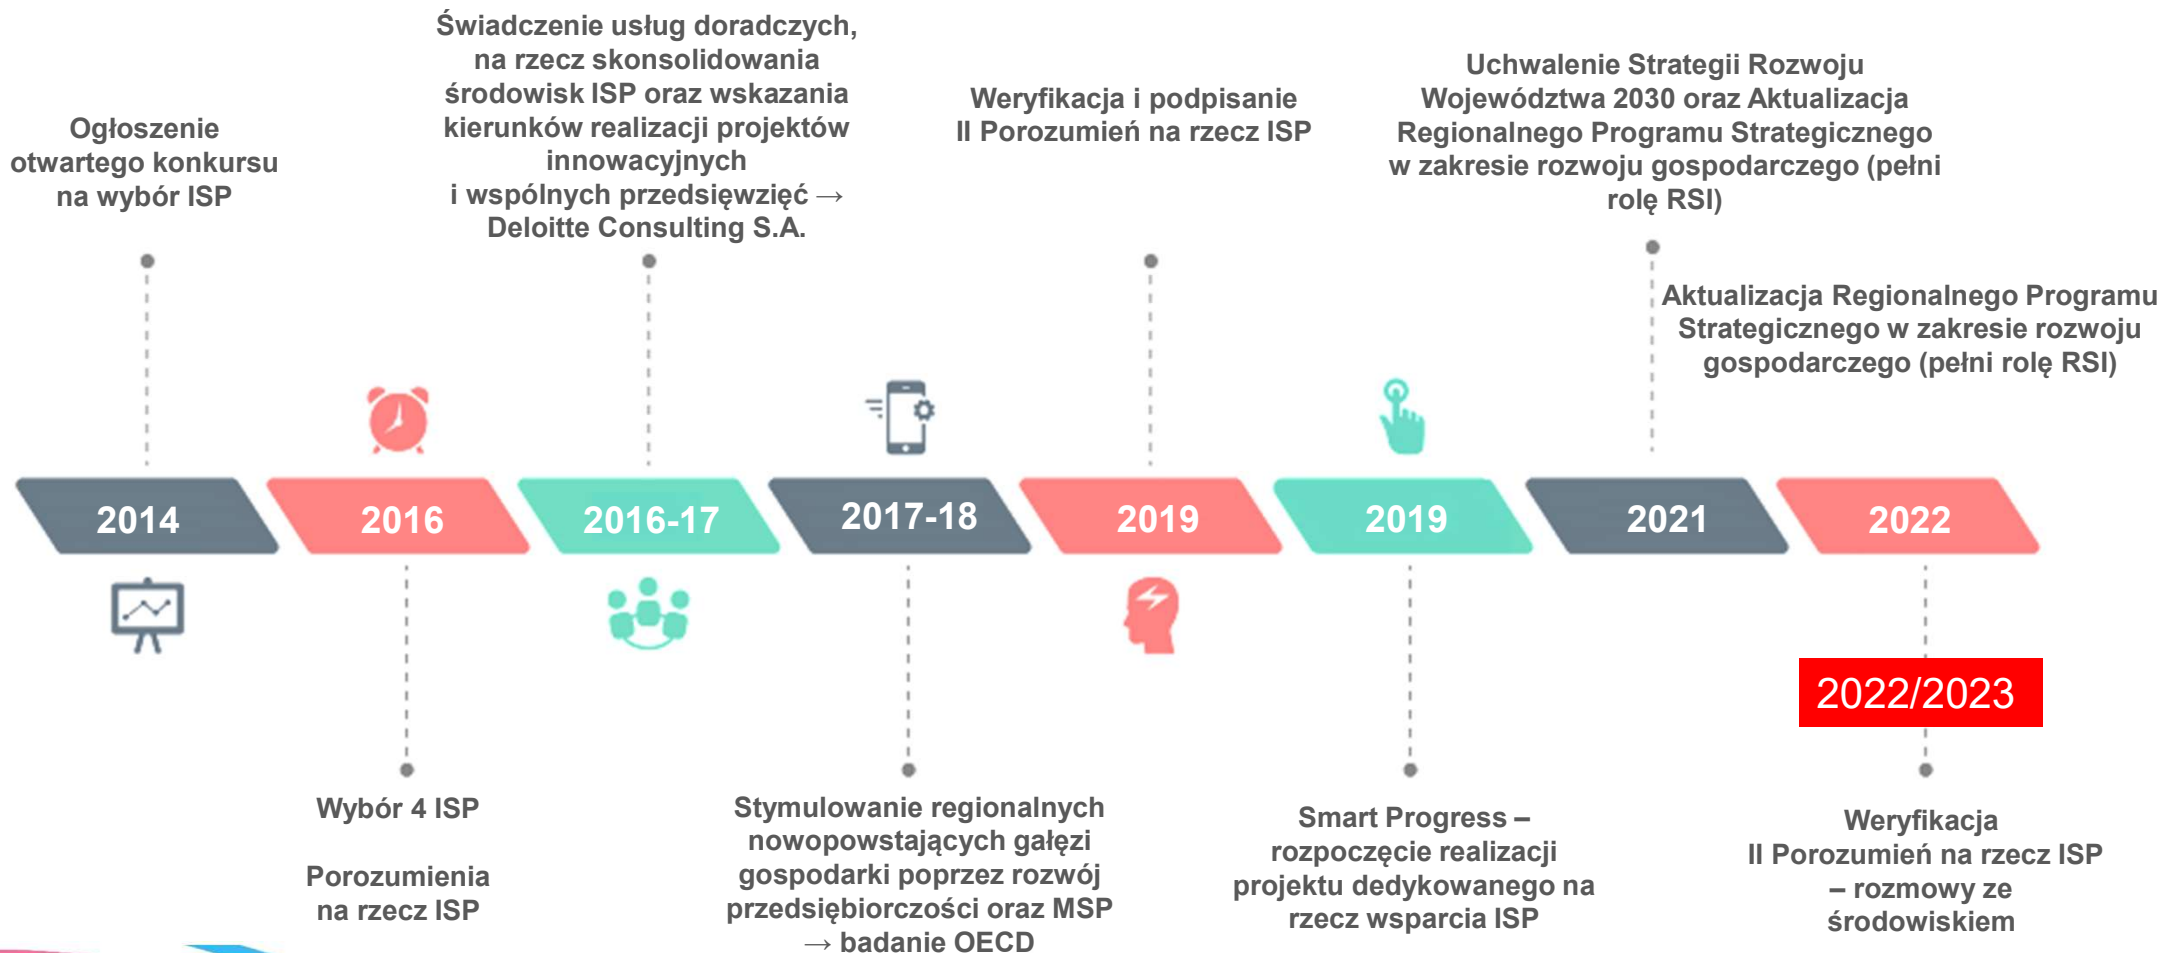 Ogłoszenie
otwartego konkursu
na wybór ISP
Świadczenie usług doradczych,
na rzecz skonsolidowania
środowisk ISP oraz wskazania
kierunków realizacji projektów
innowacyjnych
i wspólnych przedsięwzięć →
Deloitte Consulting S.A.
Weryfikacja i podpisanie
II Porozumień na rzecz ISP
Uchwalenie Strategii Rozwoju
Województwa 2030 oraz Aktualizacja
Regionalnego Programu Strategicznego
w zakresie rozwoju gospodarczego (pełni
rolę RSI)
Aktualizacja Regionalnego Programu
Strategicznego w zakresie rozwoju
gospodarczego (pełni rolę RSI)
2014
2016
2016-17
2017-18
2019
2019
2021
2022
2022/2023
Wybór 4 ISP
Porozumienia
na rzecz ISP
Stymulowanie regionalnych
nowopowstających gałęzi
gospodarki poprzez rozwój
przedsiębiorczości oraz MSP
→ badanie OECD
Smart Progress –
rozpoczęcie realizacji
projektu dedykowanego na
rzecz wsparcia ISP
Weryfikacja
II Porozumień na rzecz ISP
– rozmowy ze
środowiskiem